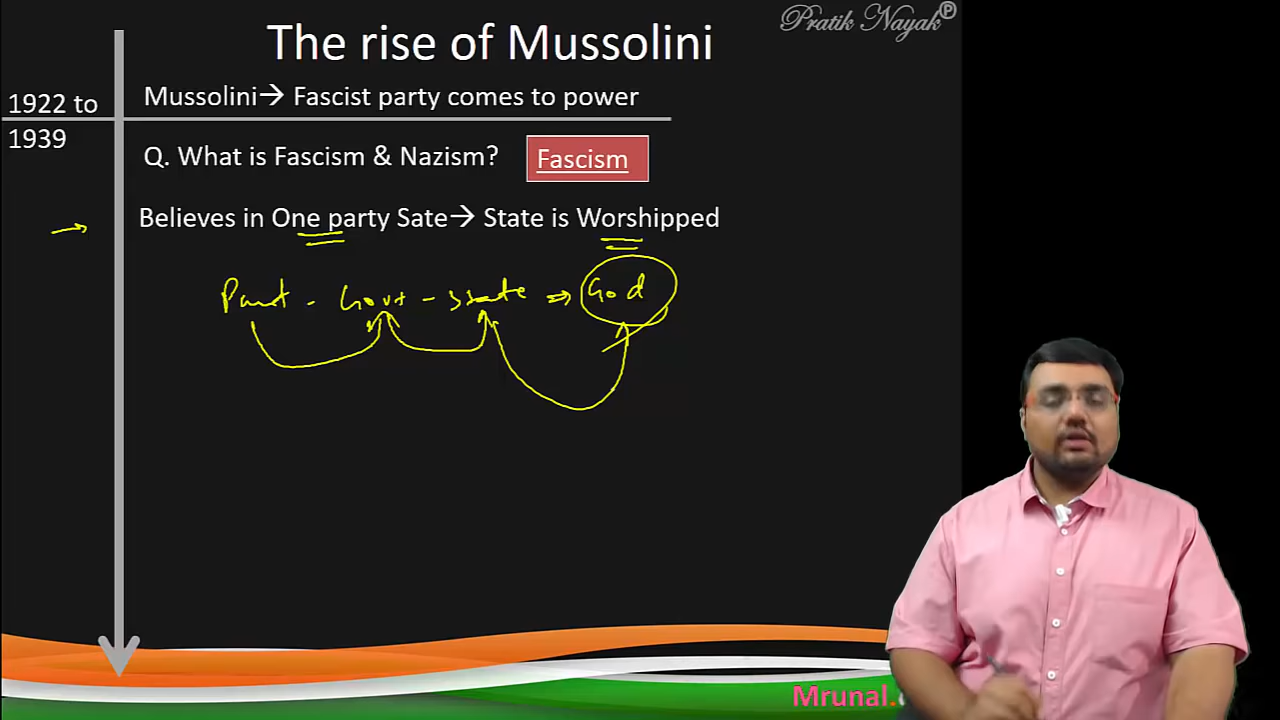 Pratik Nayak®
The rise of Mussolini
1922 to
1939
Mussolini→ Fascist party comes to power
Q. What is Fascism & Nazism?
Fascism
Believes in One party Sate→ State is Worshipped
- Govt - State ⇒ God
Mrunal.